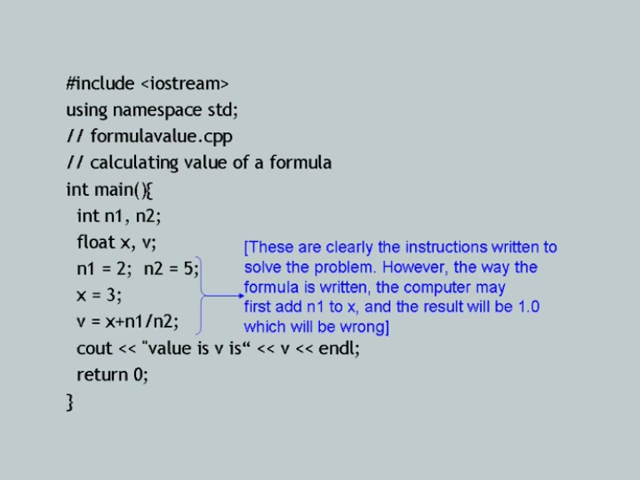 #include <iostream>
using namespace std;
// formulavalue.cpp
// calculating value of a formula
int main(){
int n1, n2;
float x, v;
n1 = 2; n2 = 5;
x = 3;
v = x+n1/n2;
cout << "value is v is“ << v << endl;
return 0;
}
[These are clearly the instructions written to
solve the problem. However, the way the
formula is written, the computer may
first add n1 to x, and the result will be 1.0
which will be wrong]